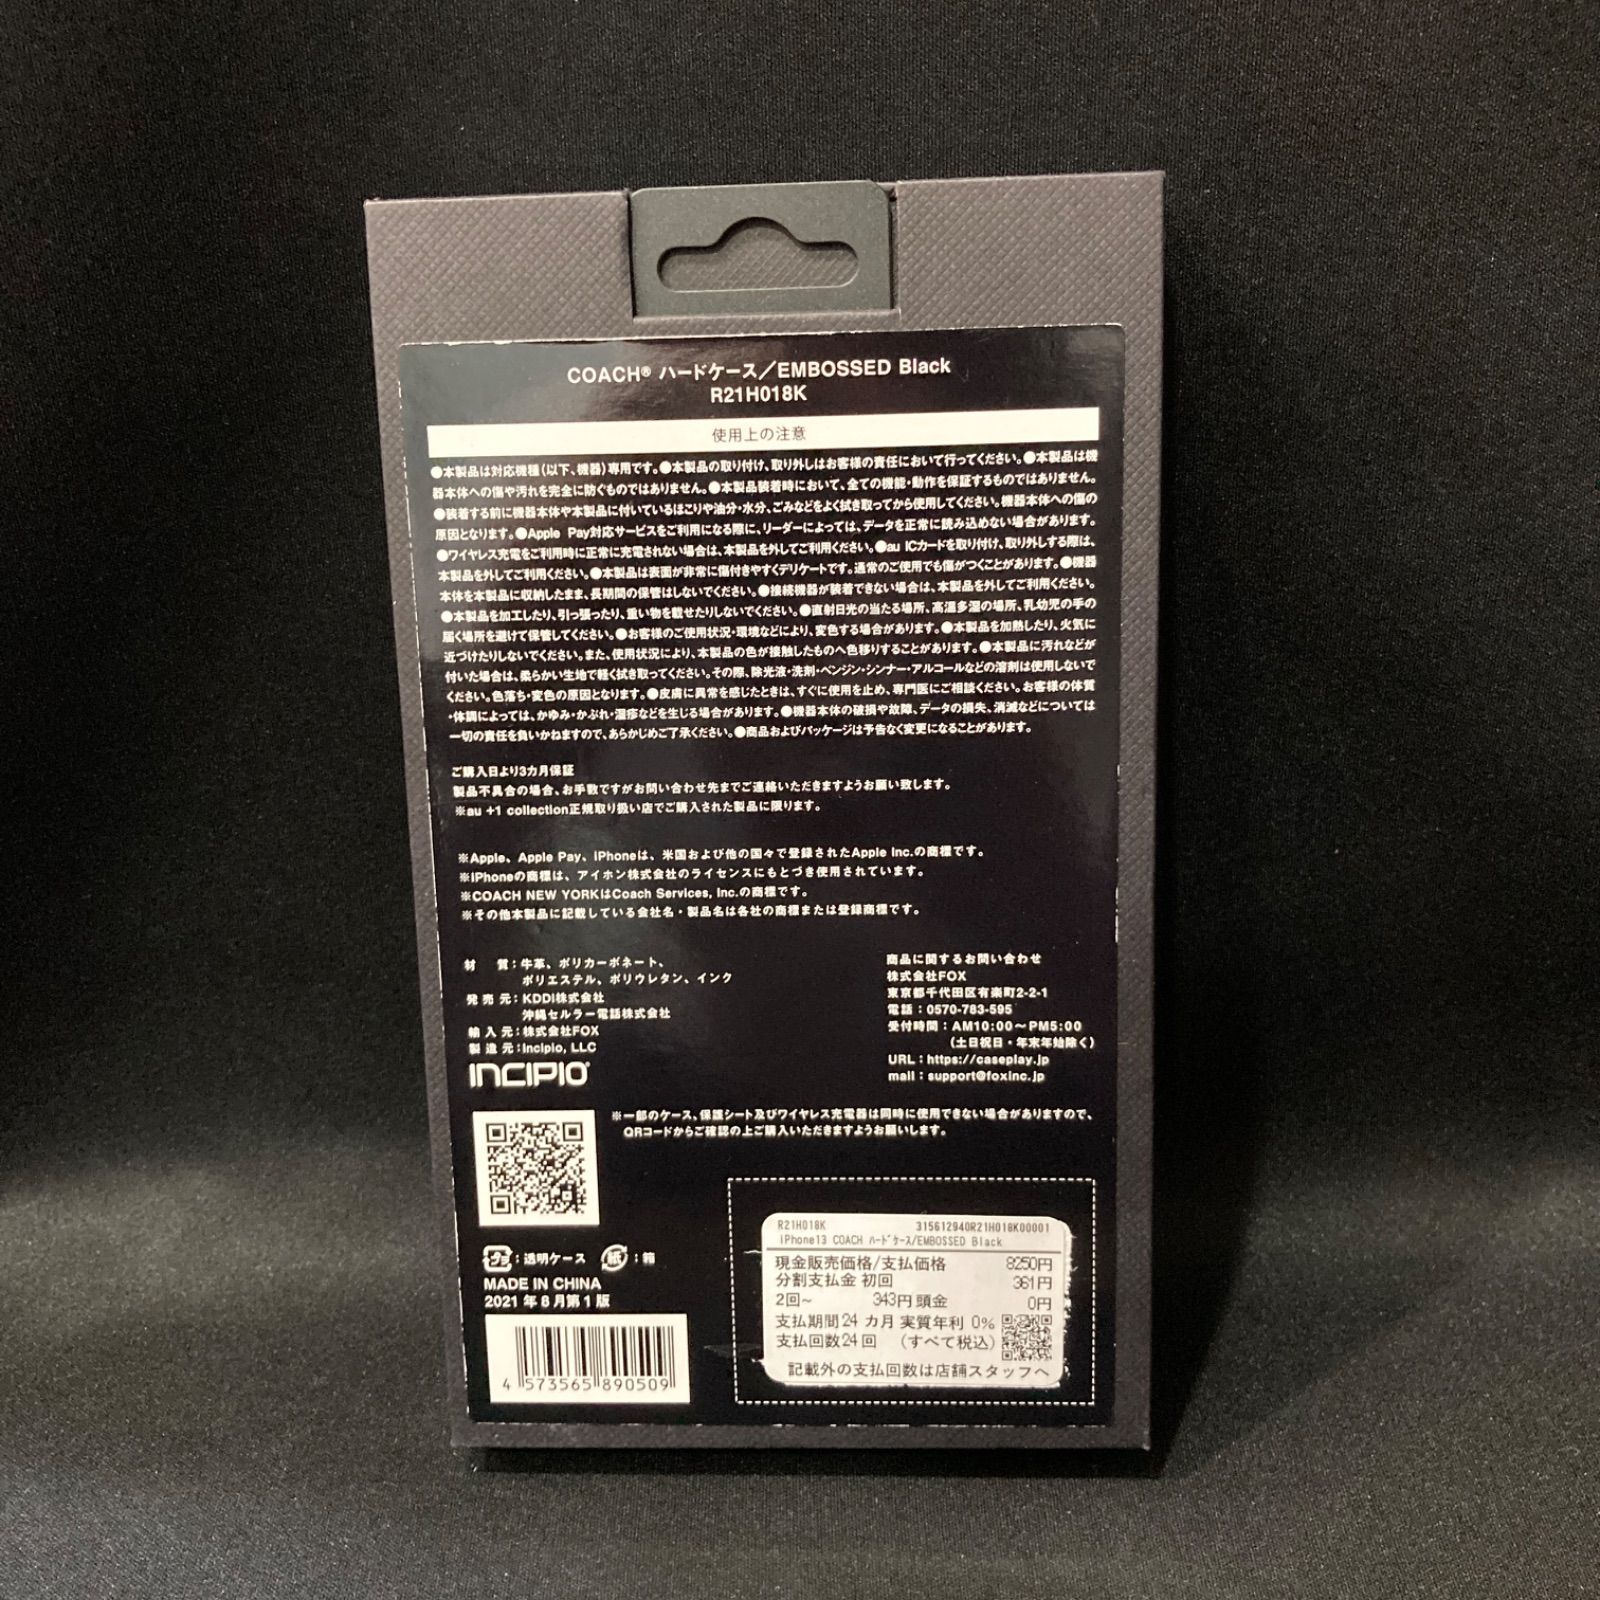 COACH® ハードケース／EMBOSSED Black
R21H018K
使用上の注意
●本製品は対応機種(以下、機器)専用です。●本製品の取り付け、取り外しはお客様の責任において行ってください。●本製品は機
器本体への傷や汚れを完全に防ぐものではありません。●本製品装着時において、全ての機能・動作を保証するものではありません。
●装着する前に機器本体や本製品に付いているほこりや油分・水分、ごみなどをよく拭き取ってから使用してください。機器本体への傷の
原因となります。●Apple Pay対応サービスをご利用になる際に、リーダーによっては、データを正常に読み込めない場合があります。
●ワイヤレス充電をご利用時に正常に充電されない場合は、本製品を外してご利用ください。●au ICカードを取り付け、取り外しする際は、
本製品を外してご利用ください。●本製品は表面が非常に傷付きやすくデリケートです。通常のご使用でも傷がつくことがあります。●機器
本体を本製品に収納したまま、長期間の保管はしないでください。●接続機器が装着できない場合は、本製品を外してご利用ください。
●本製品を加工したり、引っ張ったり、重い物を載せたりしないでください。●直射日光の当たる場所、高温多湿の場所、乳幼児の手の
届く場所を避けて保管してください。●お客様のご使用状況・環境などにより、変色する場合があります。●本製品を加熱したり、火気に
近づけたりしないでください。また、使用状況により、本製品の色が接触したものへ色移りすることがあります。●本製品に汚れなどが
付いた場合は、柔らかい生地で軽く拭き取ってください。その際、除光液・洗剤・ベンジン・シンナー・アルコールなどの溶剤は使用しないで
ください。色落ち・変色の原因となります。●皮膚に異常を感じたときは、すぐに使用を止め、専門医にご相談ください。お客様の体質
・体調によっては、かゆみ・かぶれ・湿疹などを生じる場合があります。●機器本体の破損や故障、データの損失、消滅などについては
一切の責任を負いかねますので、あらかじめご了承ください。●商品およびパッケージは予告なく変更になることがあります。
ご購入日より3カ月保証
製品不具合の場合、お手数ですがお問い合わせ先までご連絡いただきますようお願い致します。
※au +1 collection正規取り扱い店でご購入された製品に限ります。
※Apple、Apple Pay、iPhoneは、米国および他の国々で登録されたApple Inc.の商標です。
※iPhoneの商標は、アイホン株式会社のライセンスにもとづき使用されています。
※COACH NEW YORKはCoach Services, Inc.の商標です。
※その他本製品に記載している会社名・製品名は各社の商標または登録商標です。
材　質：牛革、ポリカーボネート、
ポリエステル、ポリウレタン、インク
発売元：KDDI株式会社
沖縄セルラー電話株式会社
輸入元：株式会社FOX
製造元：Incipio, LLC
INCIPIO®
商品に関するお問い合わせ
株式会社FOX
東京都千代田区有楽町2-2-1
電話：0570-783-595
受付時間：AM10:00～PM5:00
（土日祝日・年末年始除く）
URL：https://caseplay.jp
mail：support@foxinc.jp
※一部のケース、保護シート及びワイヤレス充電器は同時に使用できない場合がありますので、
QRコードからご確認の上ご購入いただきますようお願いします。
プラ：透明ケース 紙：箱
MADE IN CHINA
2021年8月第1版
4 573565 890509
R21H018K 315612940R21H018K00001
iPhone13 COACH ﾊｰﾄﾞｹｰｽ/EMBOSSED Black
現金販売価格/支払価格 8250円
分割支払金 初回 361円
2回～ 343円 頭金 0円
支払期間24 カ月 実質年利 0%
支払回数24回 （すべて税込）
記載外の支払回数は店舗スタッフへ